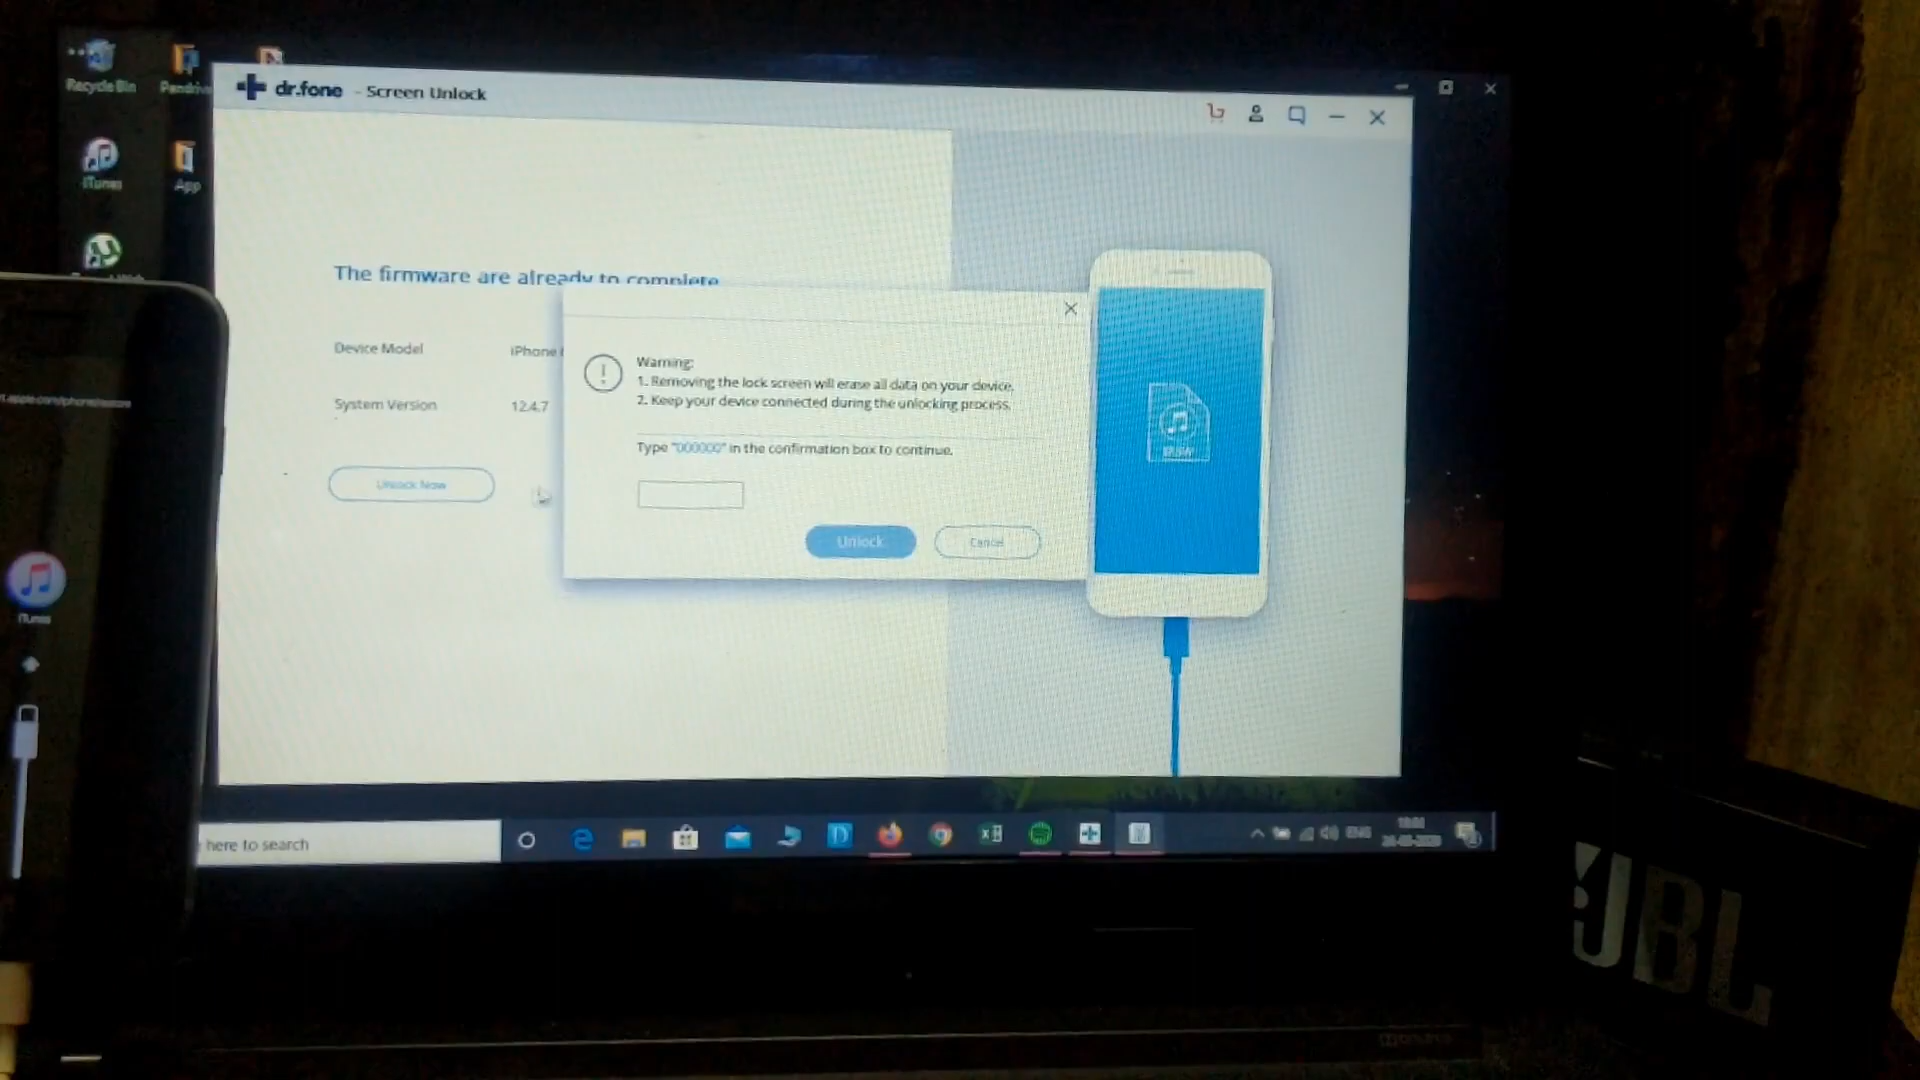 Recycle Bin
dr.fone - Screen Unlock
iTunes
App
The firmware are already to complete
Device Model
iPhone
System Version
12.4.7
Unlock Now
Warning:
1. Removing the lock screen will erase all data on your device.
2. Keep your device connected during the unlocking process.
Type "000000" in the confirmation box to continue.
Unlock
Cancel
IPSW
iTunes
here to search
ENG
JBL